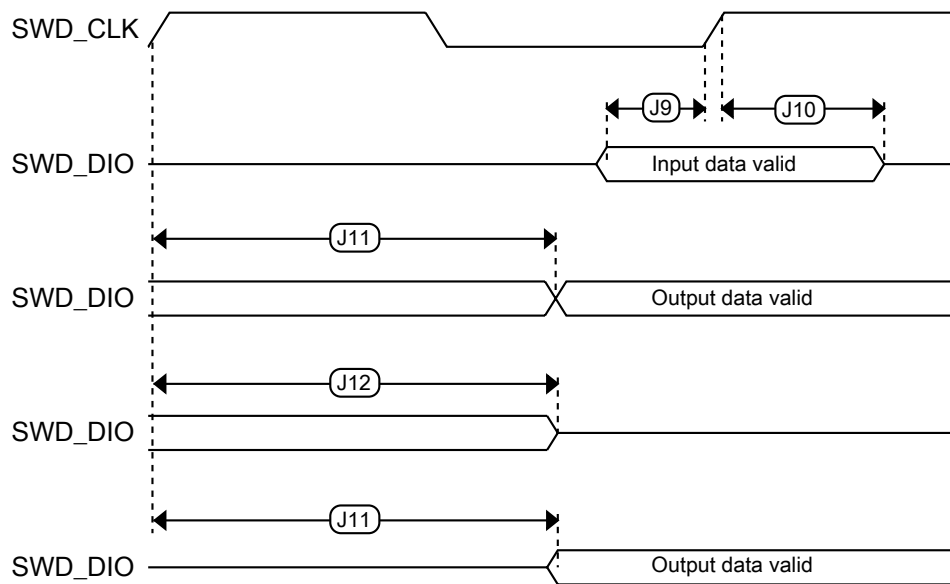 SWD_CLK
J9
J10
SWD_DIO
Input data valid
J11
SWD_DIO
Output data valid
J12
SWD_DIO
J11
SWD_DIO
Output data valid